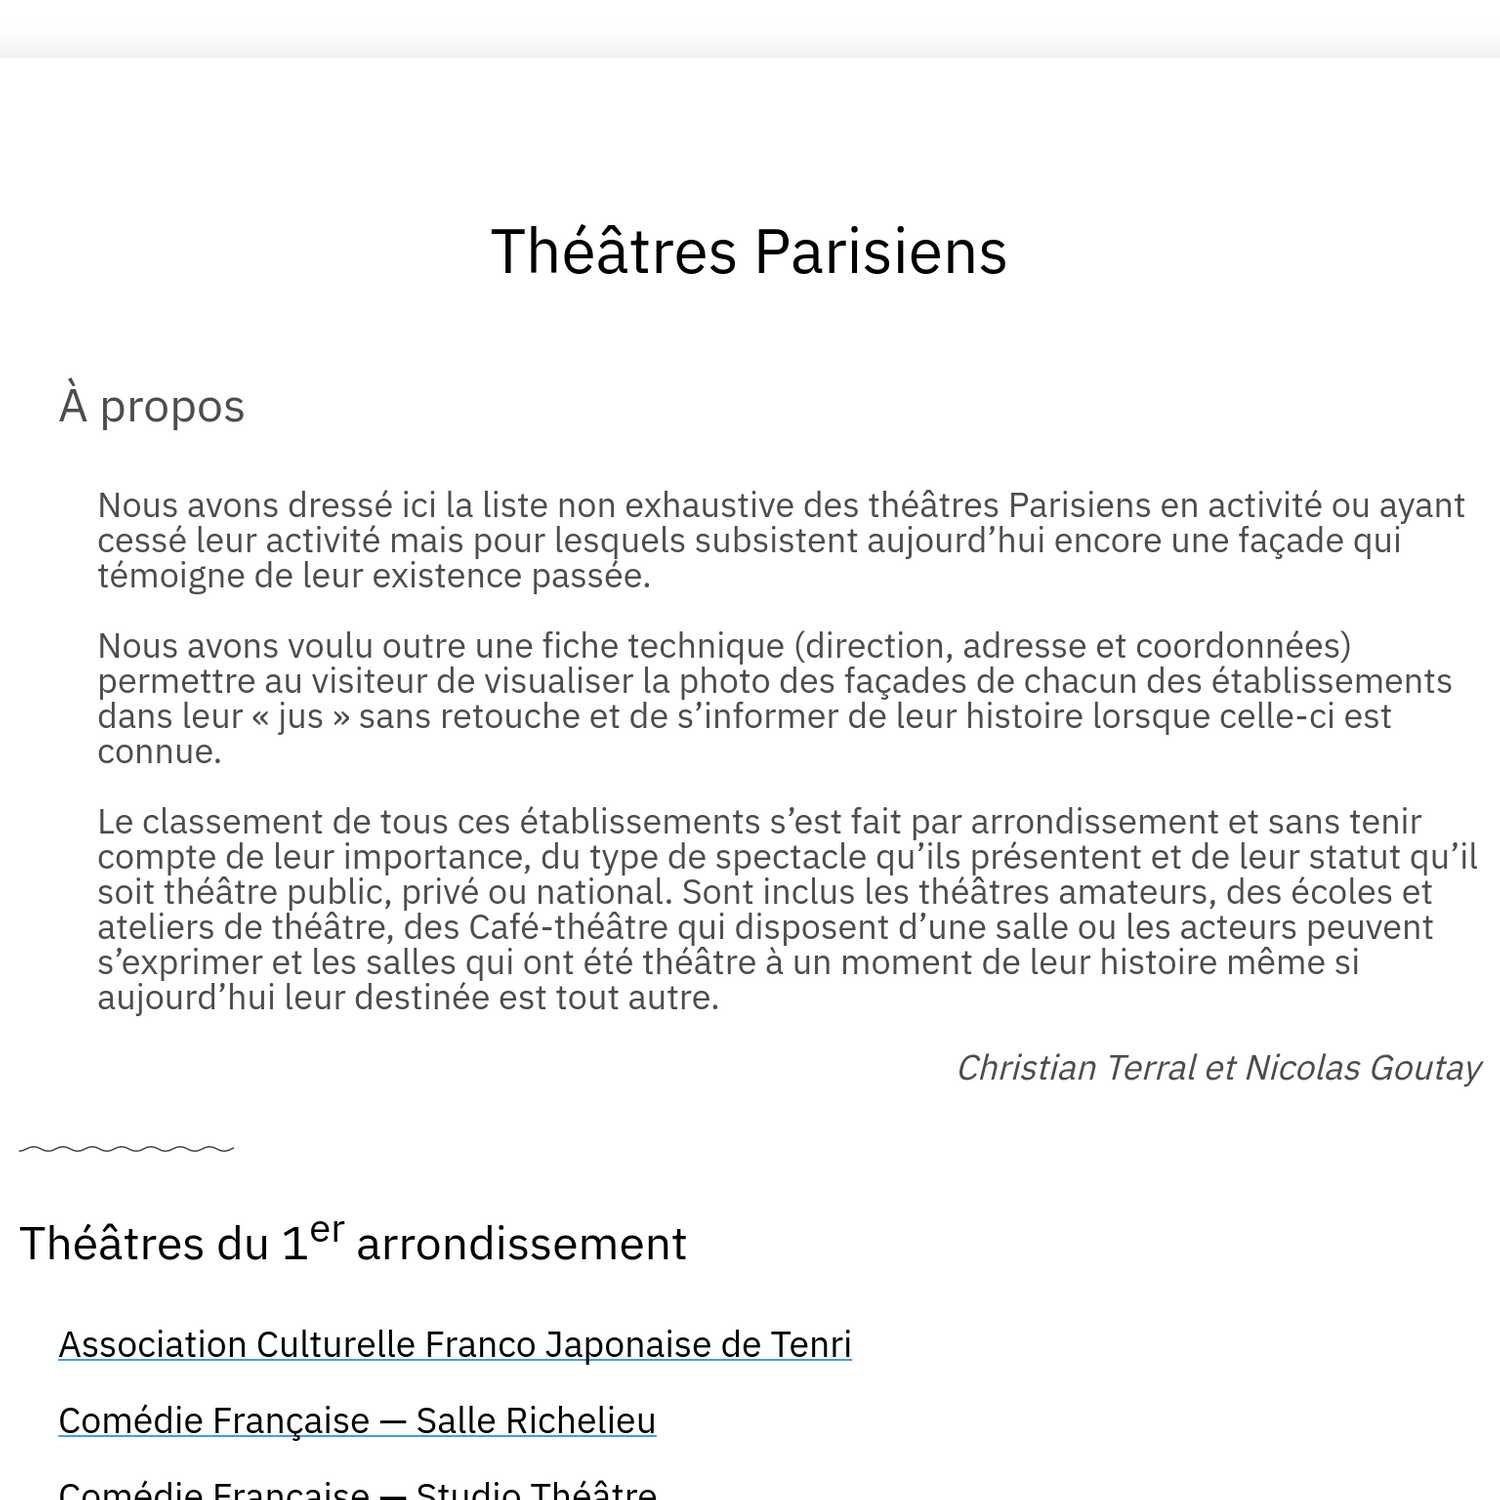 Théâtres Parisiens
À propos
Nous avons dressé ici la liste non exhaustive des théâtres Parisiens en activité ou ayant
cessé leur activité mais pour lesquels subsistent aujourd’hui encore une façade qui
témoigne de leur existence passée.
Nous avons voulu outre une fiche technique (direction, adresse et coordonnées)
permettre au visiteur de visualiser la photo des façades de chacun des établissements
dans leur « jus » sans retouche et de s’informer de leur histoire lorsque celle-ci est
connue.
Le classement de tous ces établissements s’est fait par arrondissement et sans tenir
compte de leur importance, du type de spectacle qu’ils présentent et de leur statut qu’il
soit théâtre public, privé ou national. Sont inclus les théâtres amateurs, des écoles et
ateliers de théâtre, des Café-théâtre qui disposent d’une salle ou les acteurs peuvent
s’exprimer et les salles qui ont été théâtre à un moment de leur histoire même si
aujourd’hui leur destinée est tout autre.
Christian Terral et Nicolas Goutay
Théâtres du 1er arrondissement
Association Culturelle Franco Japonaise de Tenri
Comédie Française — Salle Richelieu
Comédie Française — Studio Théâtre